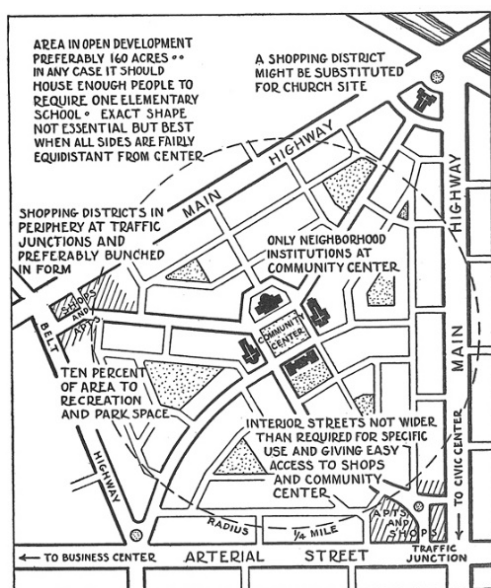 AREA IN OPEN DEVELOPMENT
PREFERABLY 160 ACRES ••
IN ANY CASE IT SHOULD
HOUSE ENOUGH PEOPLE TO
REQUIRE ONE ELEMENTARY
SCHOOL • EXACT SHAPE
NOT ESSENTIAL BUT BEST
WHEN ALL SIDES ARE FAIRLY
EQUIDISTANT FROM CENTER
A SHOPPING DISTRICT
MIGHT BE SUBSTITUTED
FOR CHURCH SITE
MAIN HIGHWAY
HIGHWAY
MAIN
SHOPPING DISTRICTS IN
PERIPHERY AT TRAFFIC
JUNCTIONS AND
PREFERABLY BUNCHED
IN FORM
ONLY NEIGHBORHOOD
INSTITUTIONS AT
COMMUNITY CENTER
SHOPS
AND
APTS
BELT
HIGHWAY
COMMUNITY
CENTER
TEN PERCENT
OF AREA TO
RECREATION
AND PARK SPACE
INTERIOR STREETS NOT WIDER
THAN REQUIRED FOR SPECIFIC
USE AND GIVING EASY
ACCESS TO SHOPS
AND COMMUNITY
CENTER
TO CIVIC CENTER
APTS
AND
SHOPS
RADIUS 1/4 MILE
TRAFFIC
JUNCTION
← TO BUSINESS CENTER ARTERIAL STREET